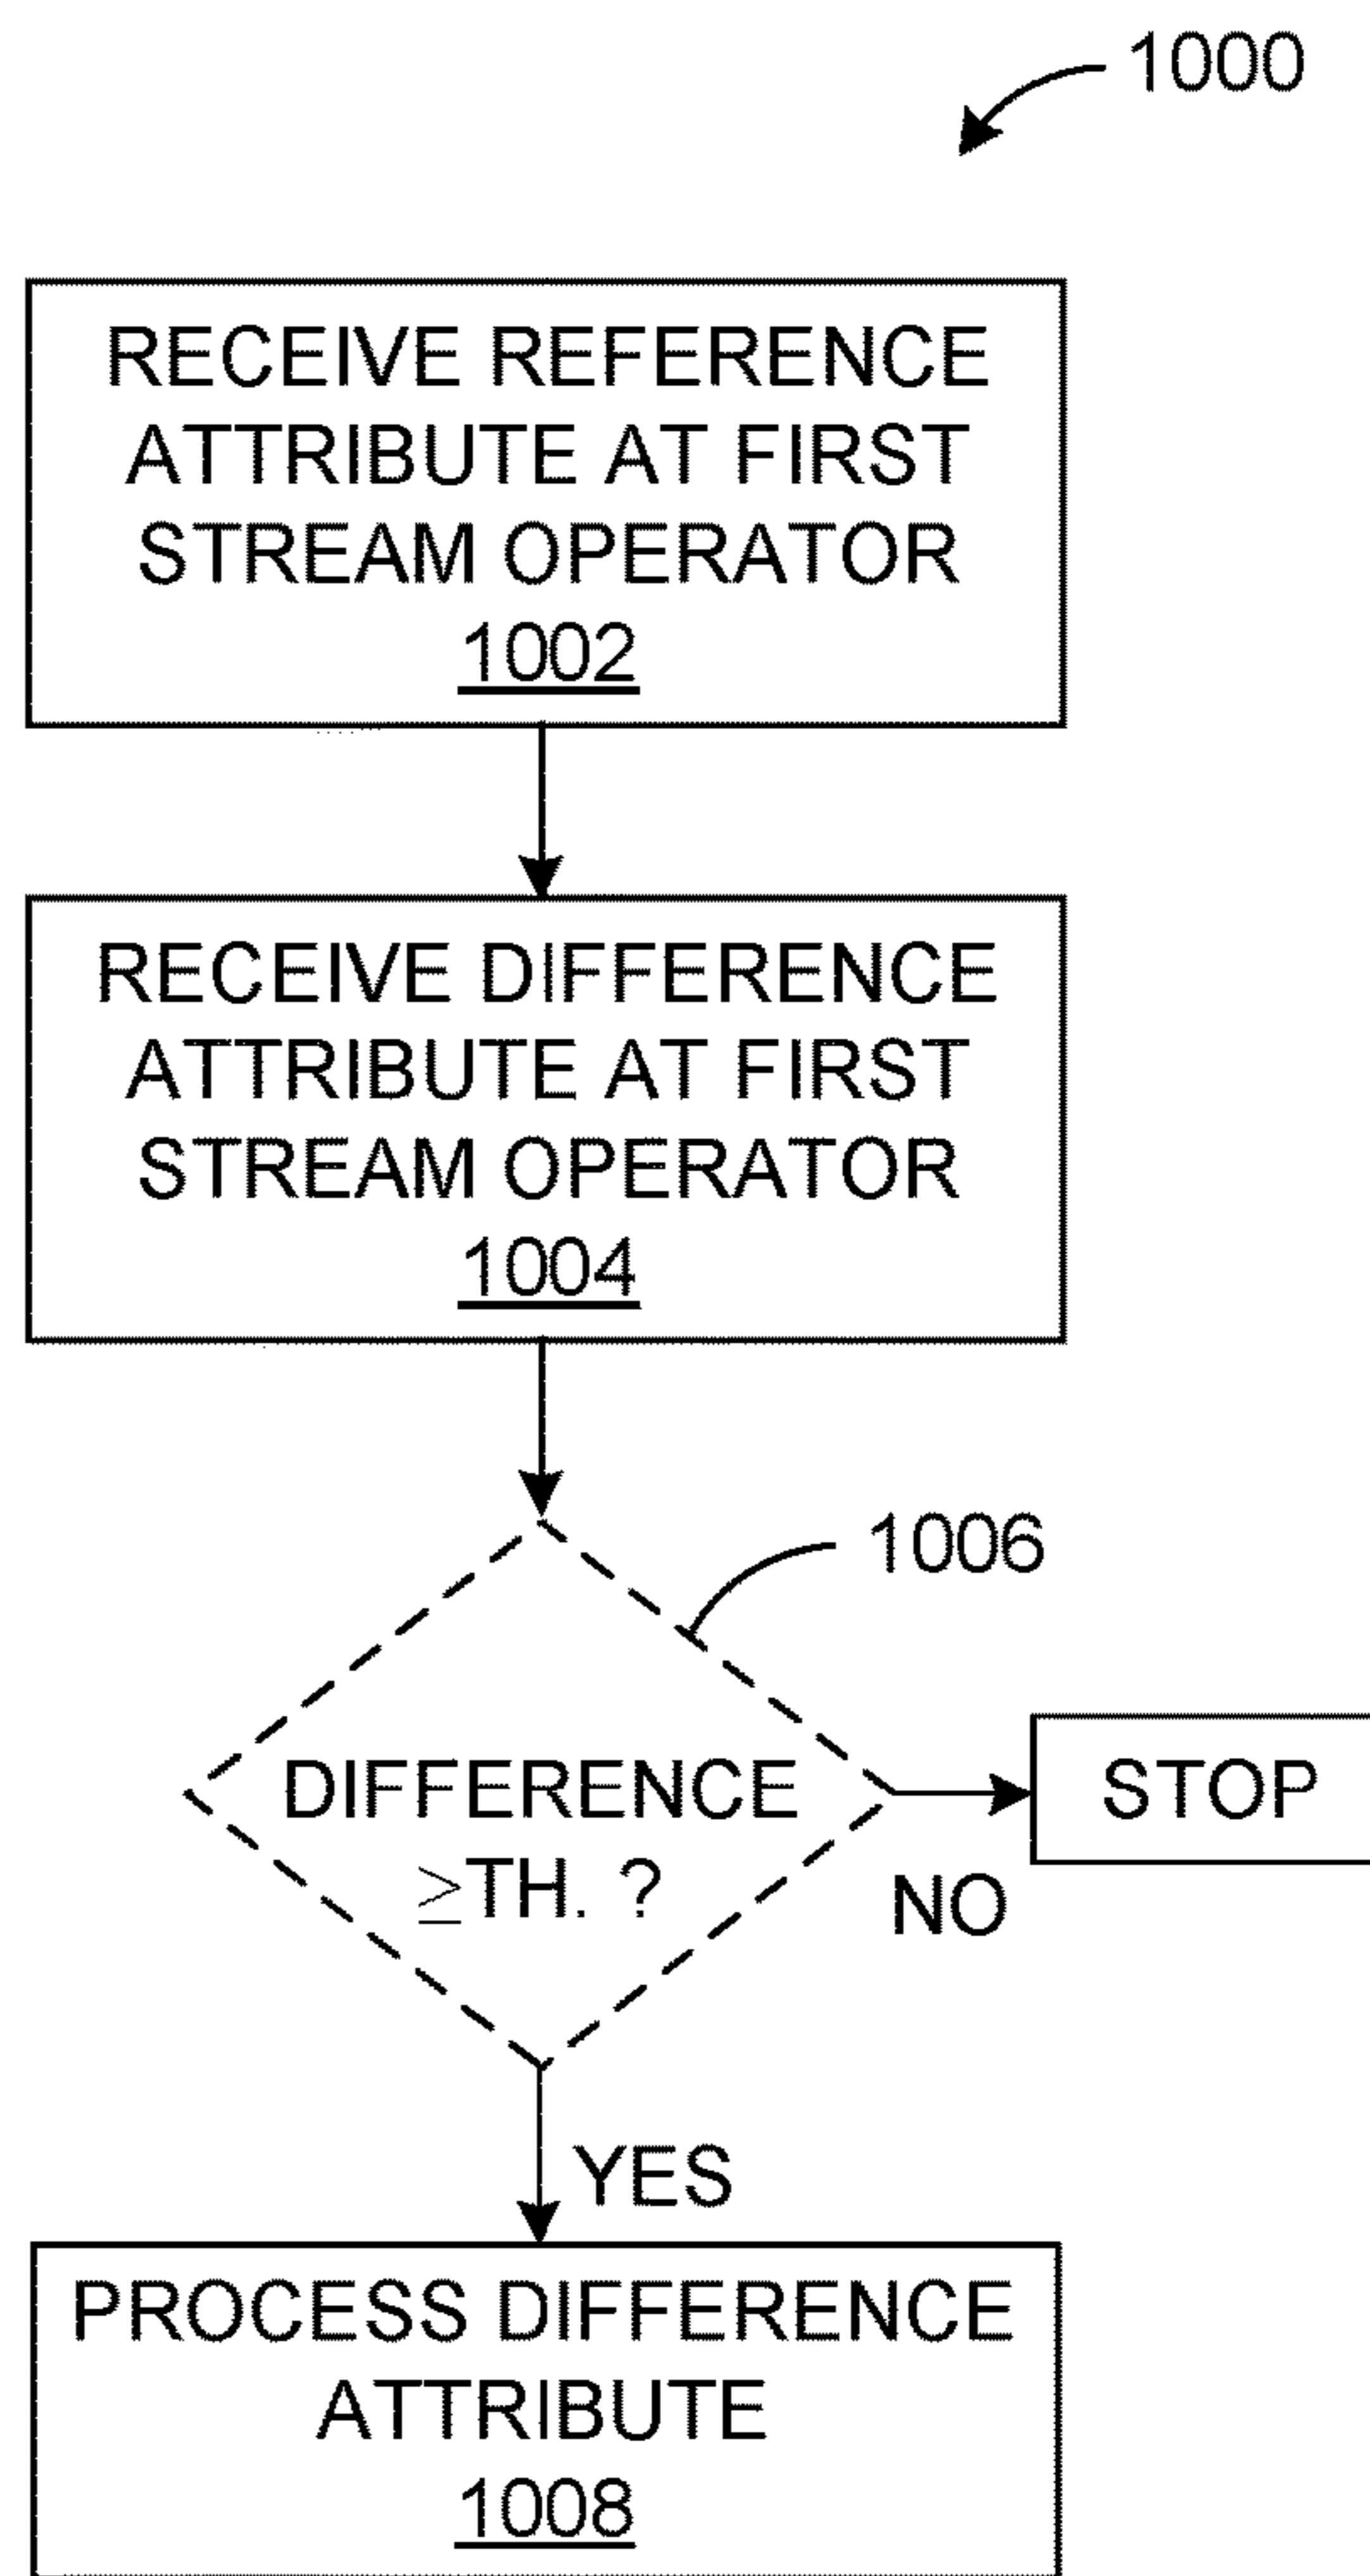 1000
RECEIVE REFERENCE
ATTRIBUTE AT FIRST
STREAM OPERATOR
1002
RECEIVE DIFFERENCE
ATTRIBUTE AT FIRST
STREAM OPERATOR
1004
1006
DIFFERENCE
≥TH. ?
STOP
NO
YES
PROCESS DIFFERENCE
ATTRIBUTE
1008